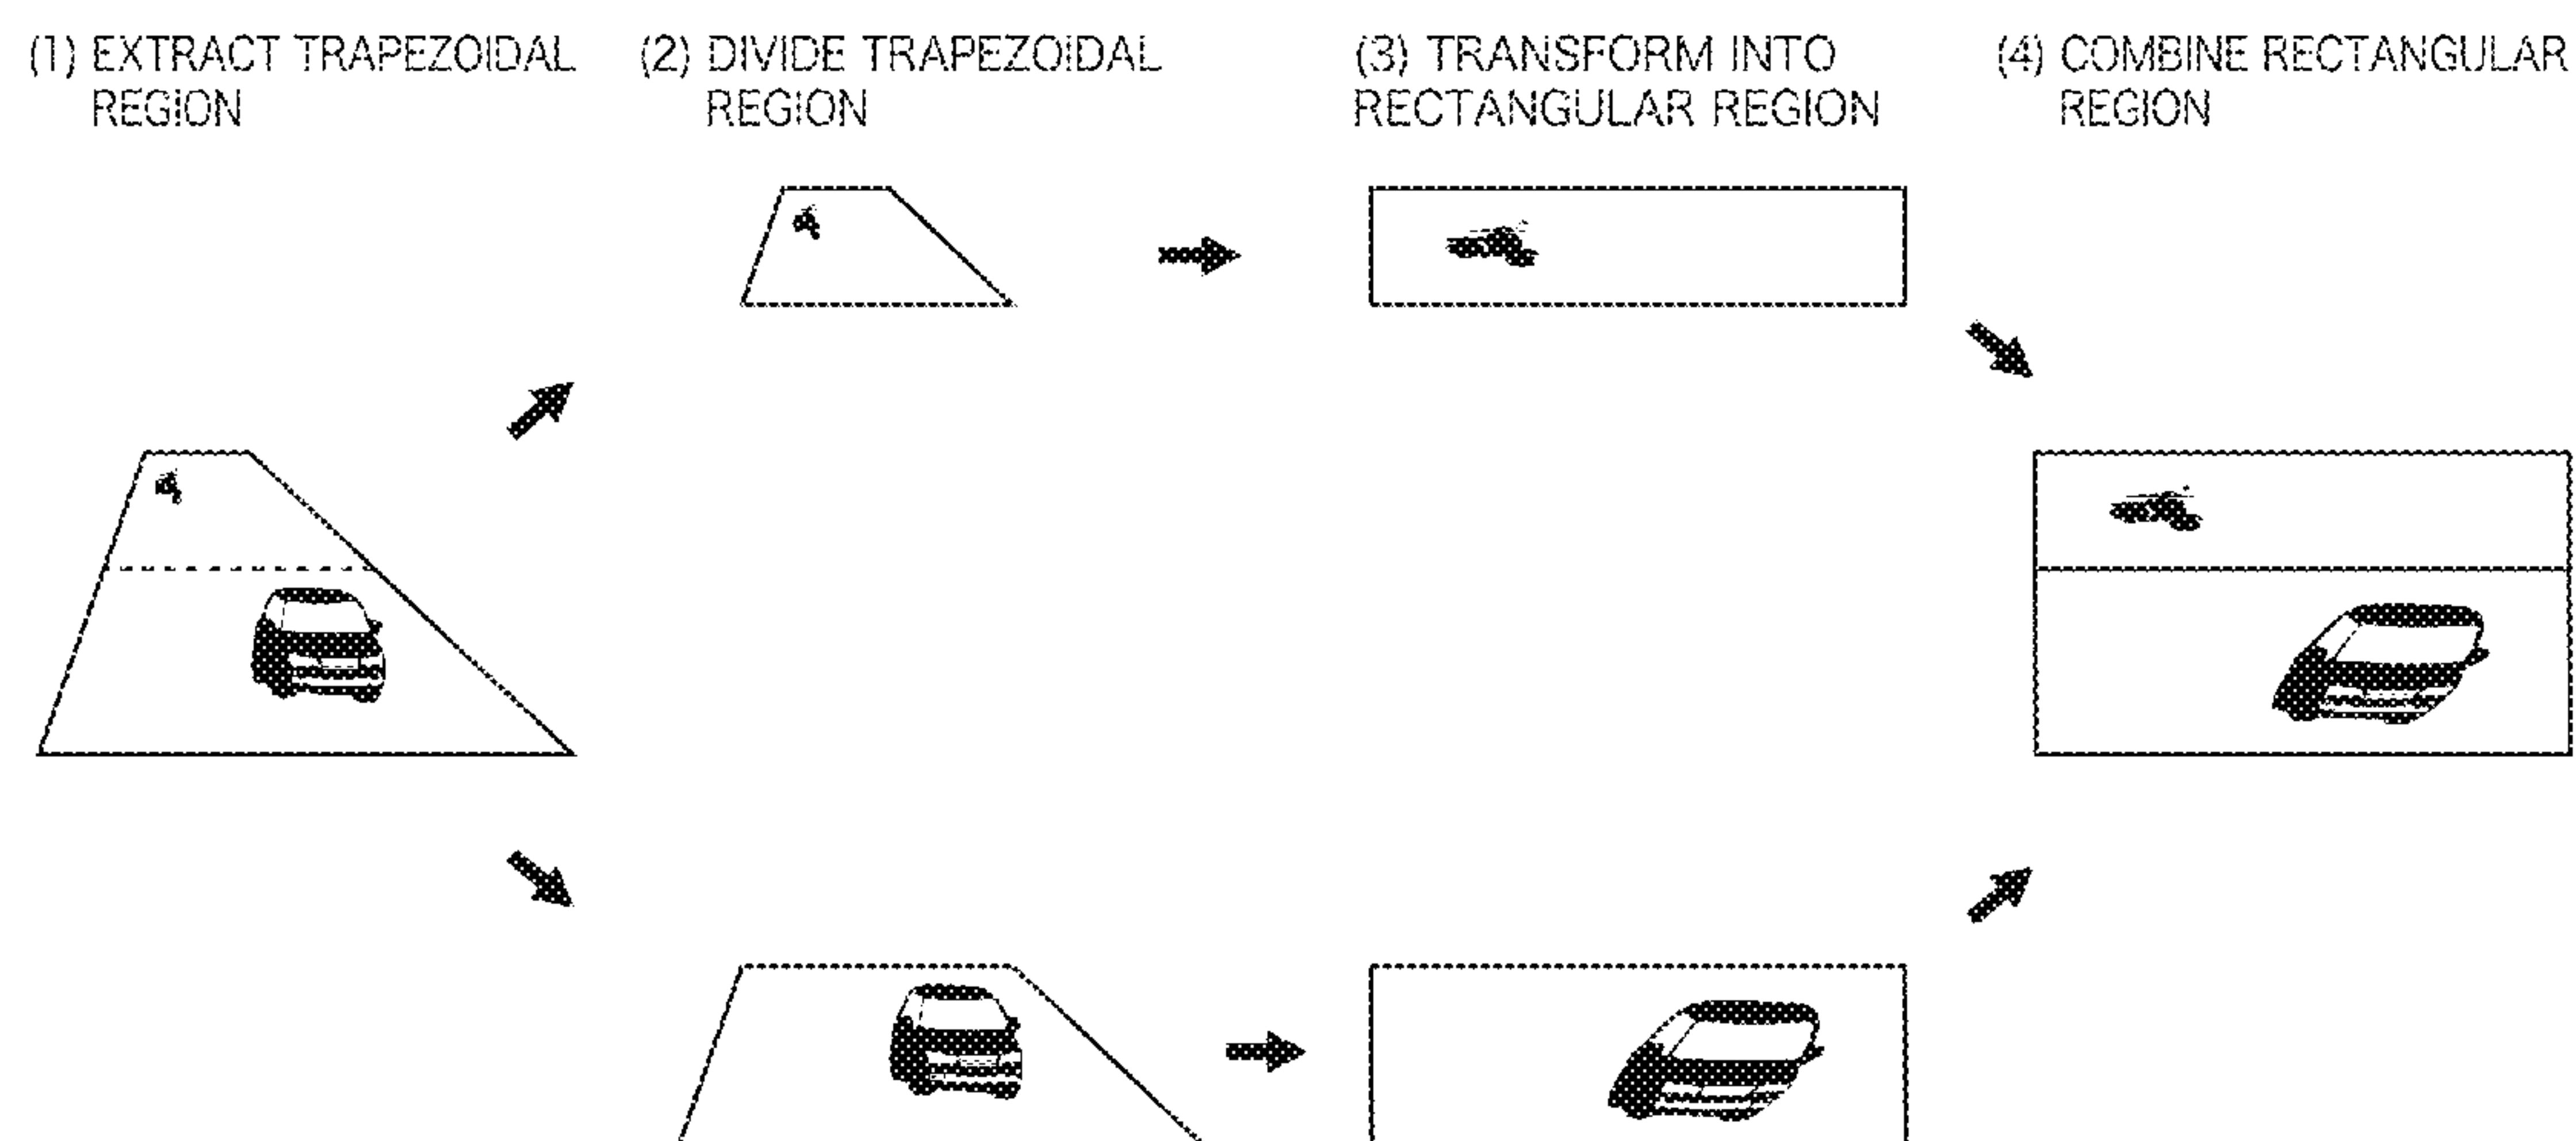 (1) EXTRACT TRAPEZOIDAL
REGION
(2) DIVIDE TRAPEZOIDAL
REGION
(3) TRANSFORM INTO
RECTANGULAR REGION
(4) COMBINE RECTANGULAR
REGION